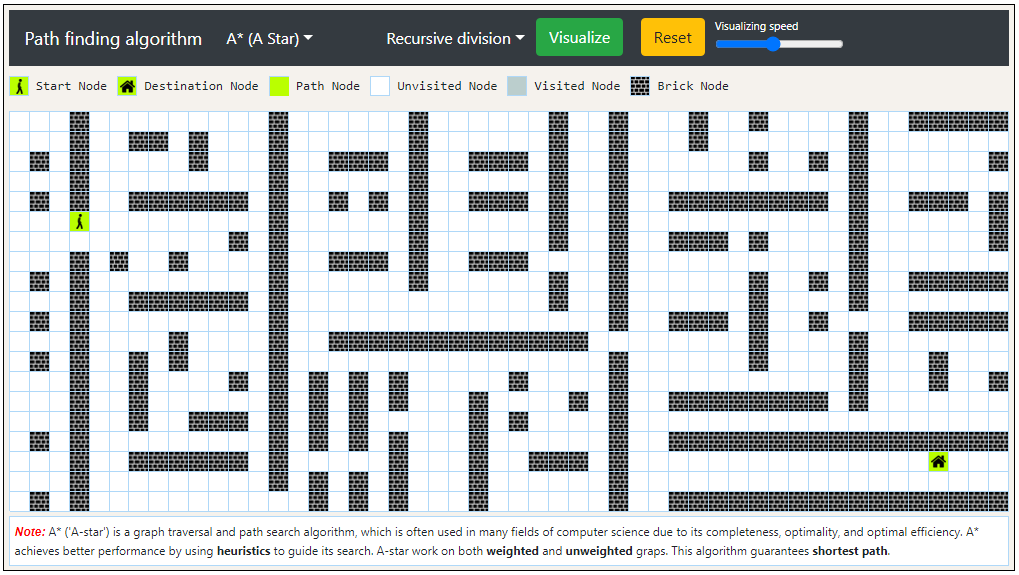 Path finding algorithm A* (A Star) Recursive division Visualize Reset Visualizing speed
Start Node Destination Node Path Node Unvisited Node Visited Node Brick Node
Note: A* ('A-star') is a graph traversal and path search algorithm, which is often used in many fields of computer science due to its completeness, optimality, and optimal efficiency. A*
achieves better performance by using heuristics to guide its search. A-star work on both weighted and unweighted graps. This algorithm guarantees shortest path.